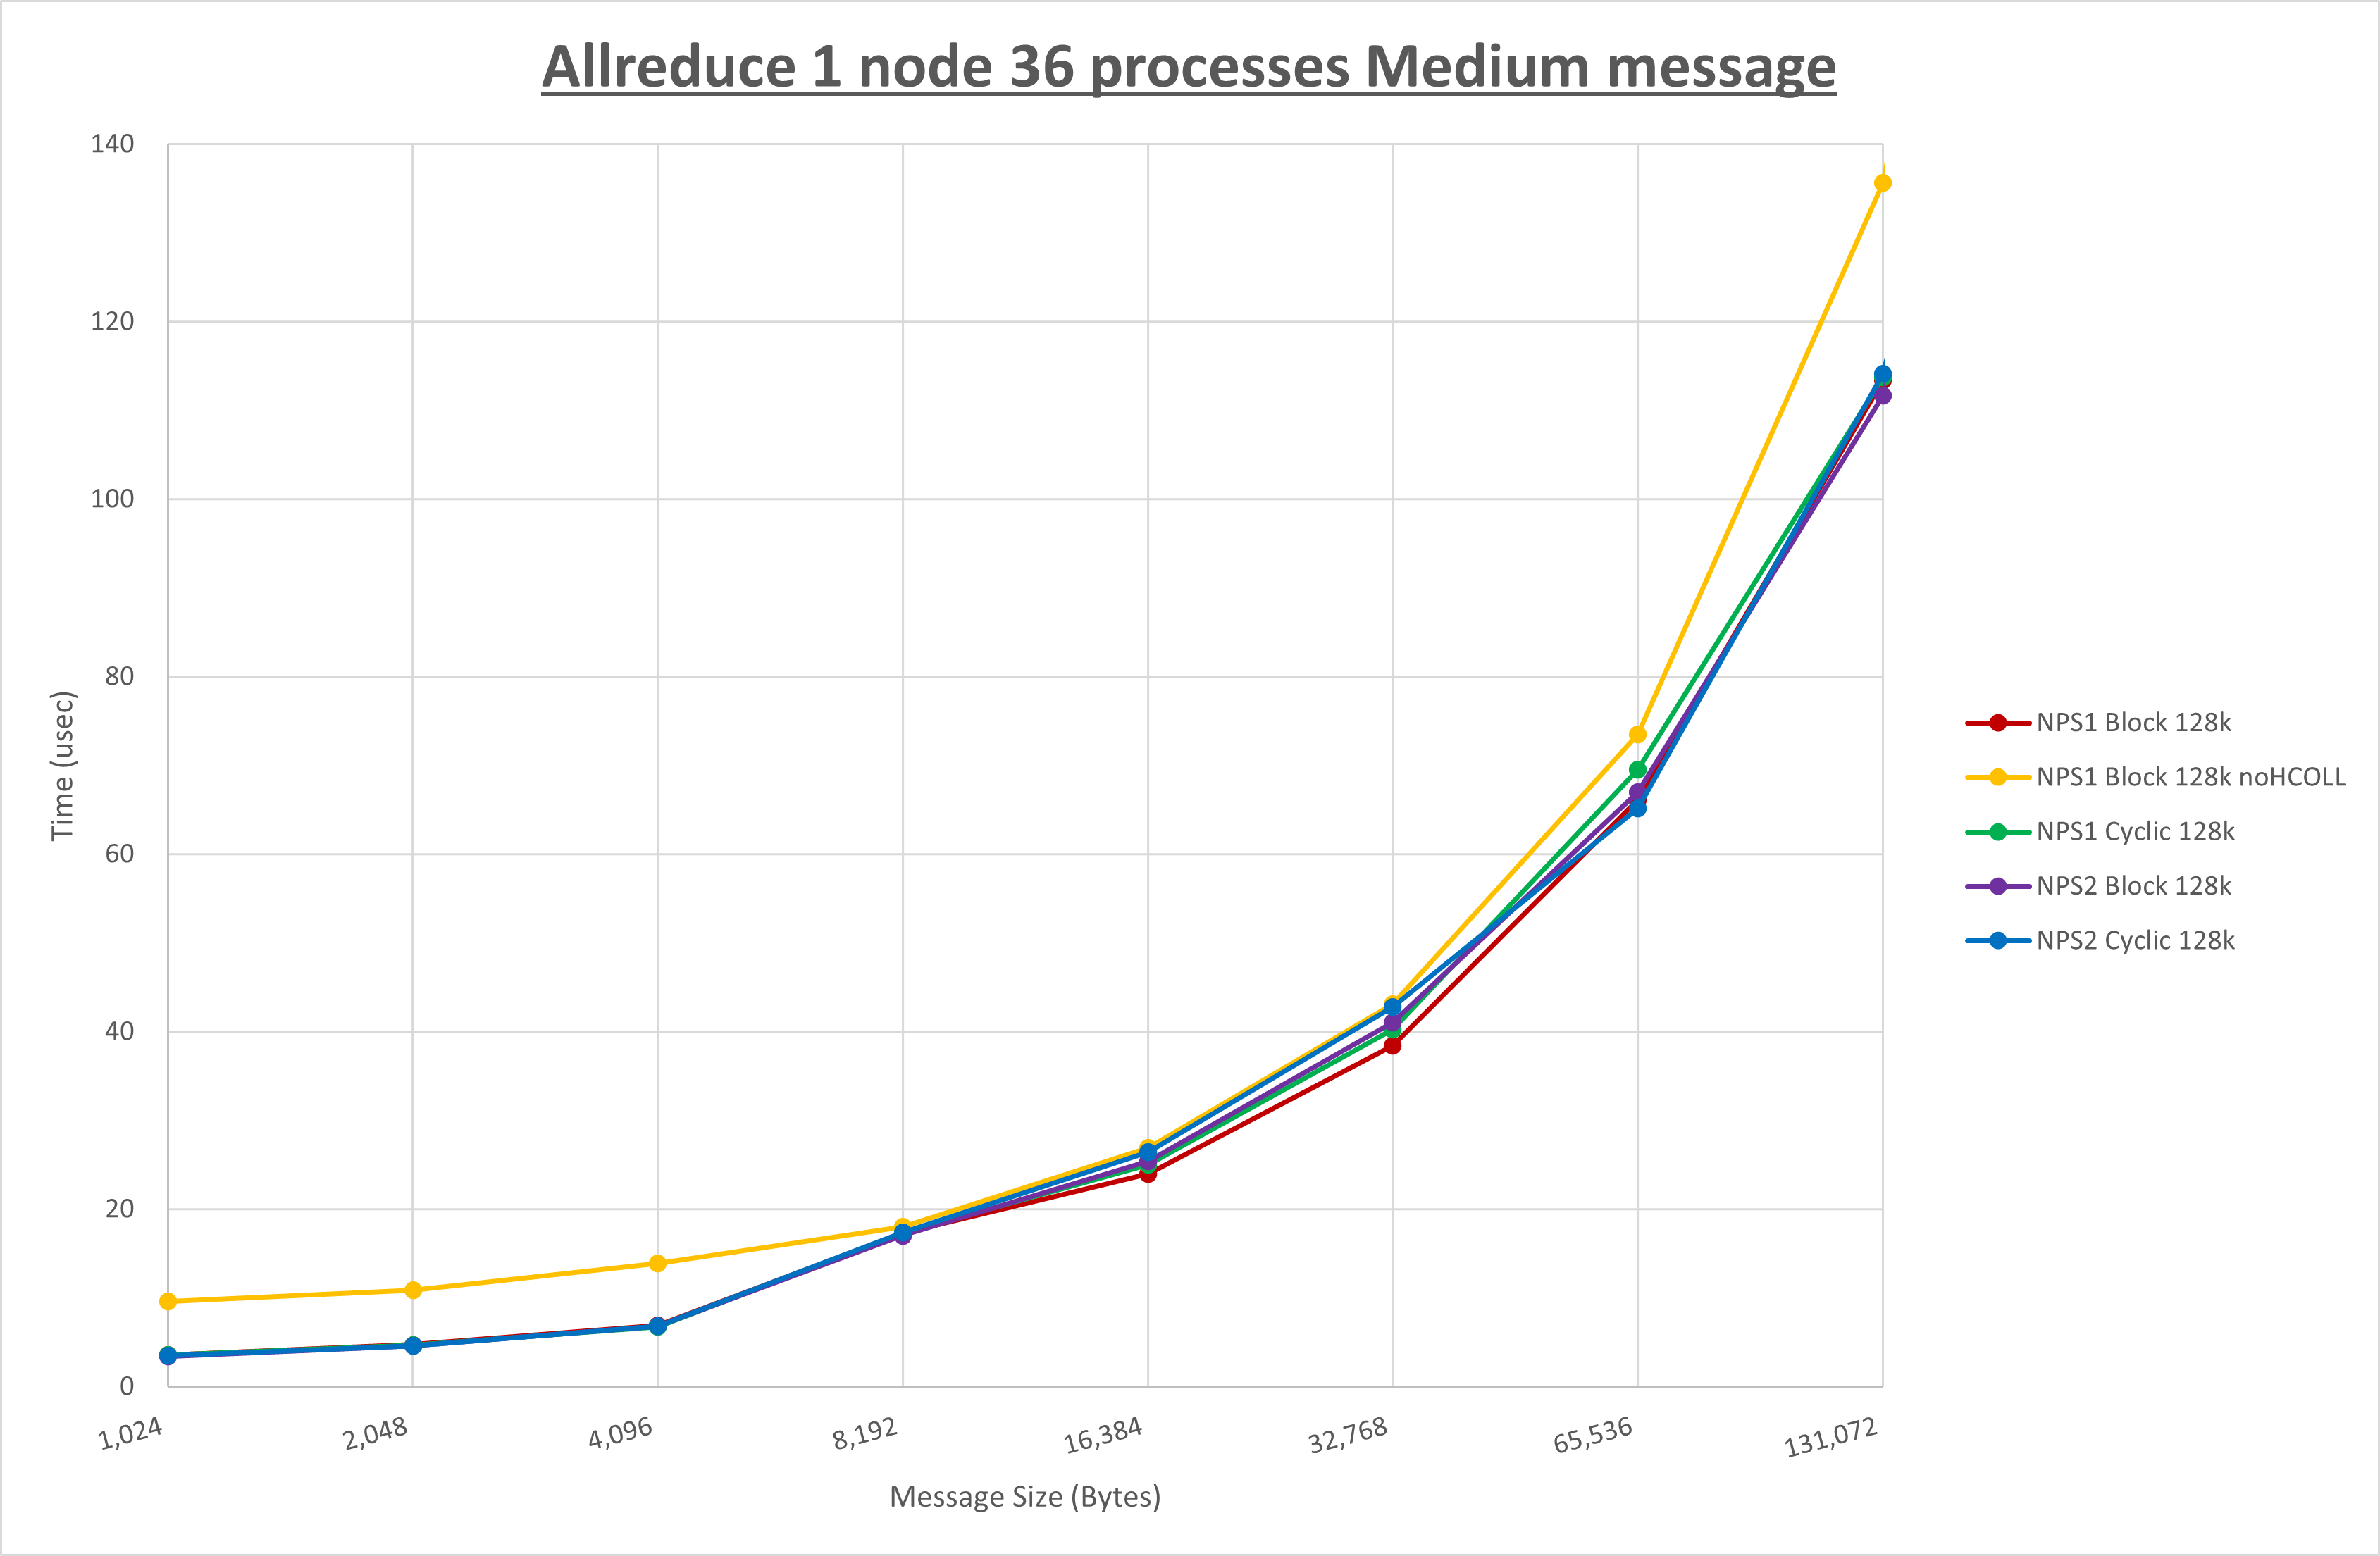 Allreduce 1 node 36 processes Medium message
140
120
100
80
60
40
20
0
Time (usec)
1,024
2,048
4,096
8,192
16,384
32,768
65,536
131,072
Message Size (Bytes)
NPS1 Block 128k
NPS1 Block 128k noHCOLL
NPS1 Cyclic 128k
NPS2 Block 128k
NPS2 Cyclic 128k